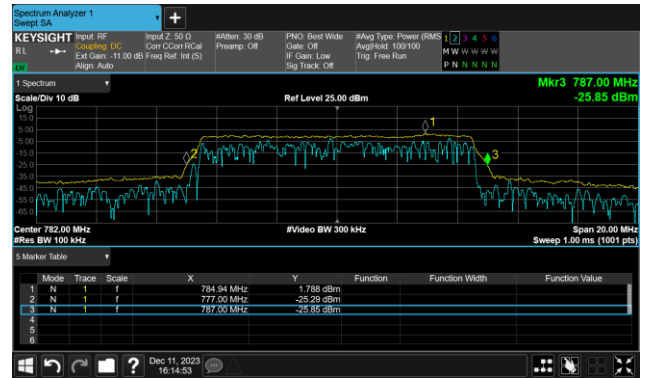 Spectrum Analyzer 1
Swept SA
+
KEYSIGHT Input: RF Input Z: 50 Ω #Atten: 30 dB PNO: Best Wide #Avg Type: Power (RMS 1 2 3 4 5 6
RL Coupling: DC Corr CCorr RCal Preamp: Off Gate: Off Avg|Hold: 100/100 M W W W W W
Ext Gain: -11.00 dB Freq Ref: Int (S) IF Gain: Low Trig: Free Run
Align: Auto Sig Track: Off P N N N N N
LV
1 Spectrum Mkr3 787.00 MHz
Scale/Div 10 dB Ref Level 25.00 dBm -25.85 dBm
Log
15.0
5.00
-5.00
-15.0
-25.0
-35.0
-45.0
-55.0
-65.0
1
2
3
Center 782.00 MHz #Video BW 300 kHz Span 20.00 MHz
#Res BW 100 kHz Sweep 1.00 ms (1001 pts)
5 Marker Table
Mode Trace Scale X Y Function Function Width Function Value
1 N 1 f 784.94 MHz 1.788 dBm
2 N 1 f 777.00 MHz -25.29 dBm
3 N 1 f 787.00 MHz -25.85 dBm
4
5
6
? Dec 11, 2023
16:14:53